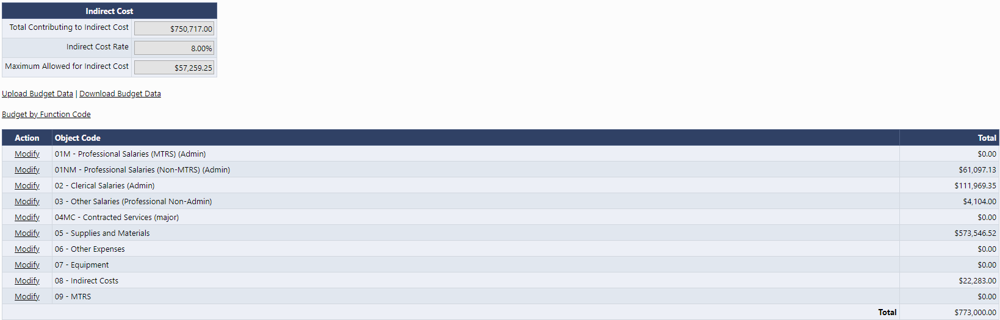 Indirect Cost
Total Contributing to Indirect Cost $750,717.00
Indirect Cost Rate 8.00%
Maximum Allowed for Indirect Cost $57,259.25
Upload Budget Data | Download Budget Data
Budget by Function Code
Action Object Code Total
Modify 01M - Professional Salaries (MTRS) (Admin) $0.00
Modify 01NM - Professional Salaries (Non-MTRS) (Admin) $61,097.13
Modify 02 - Clerical Salaries (Admin) $111,969.35
Modify 03 - Other Salaries (Professional Non-Admin) $4,104.00
Modify 04MC - Contracted Services (major) $0.00
Modify 05 - Supplies and Materials $573,546.52
Modify 06 - Other Expenses $0.00
Modify 07 - Equipment $0.00
Modify 08 - Indirect Costs $22,283.00
Modify 09 - MTRS $0.00
Total $773,000.00